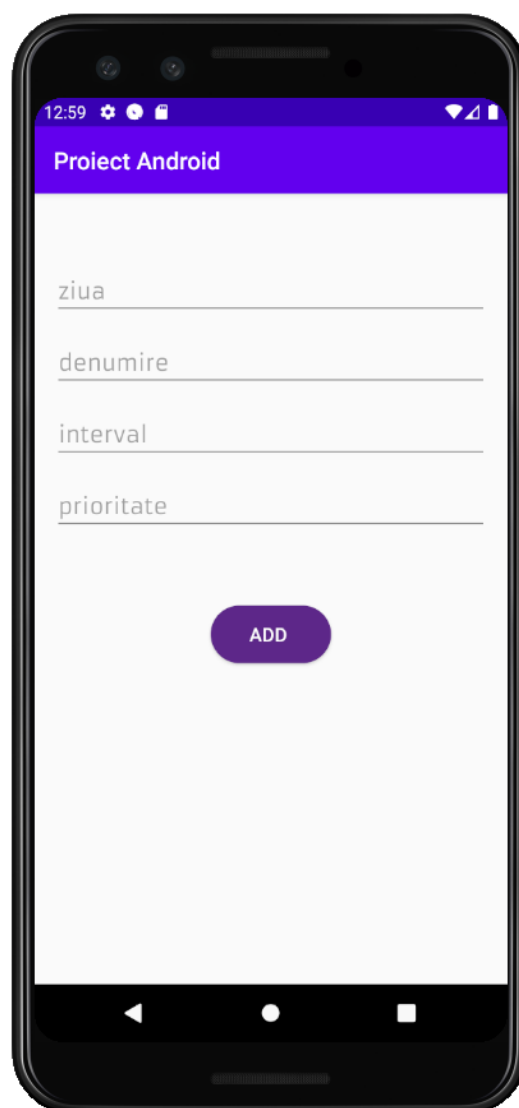 12:59
Proiect Android
ziua
denumire
interval
prioritate
ADD